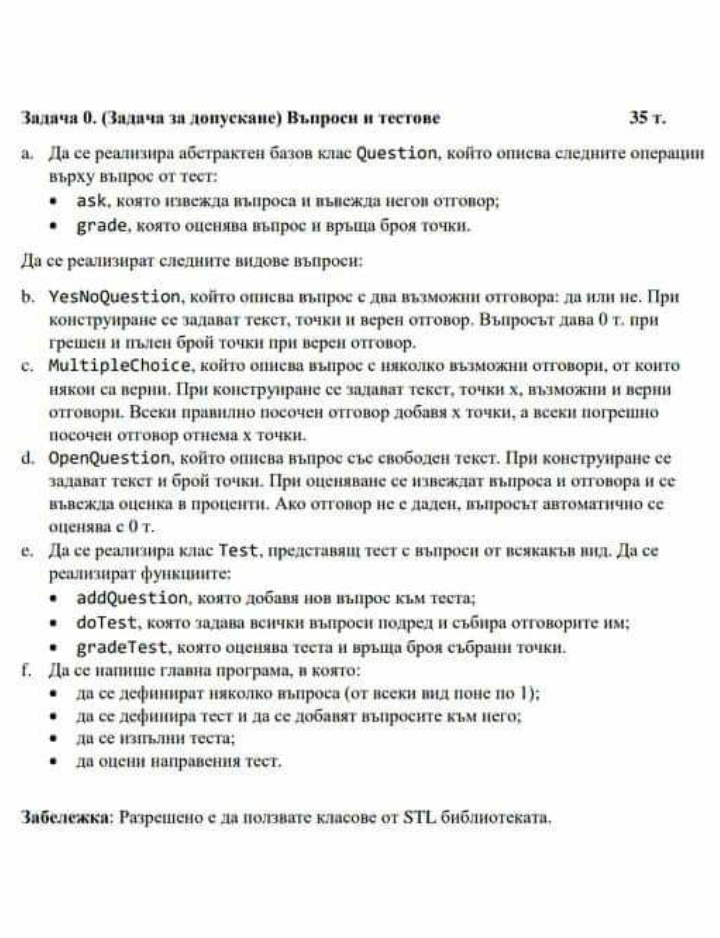 Задача 0. (Задача за допускане) Въпроси и тестове 35 т.
a. Да се реализира абстрактен базов клас Question, който описва следните операции
върху въпрос от тест:
• ask, която извежда въпроса и въвежда негов отговор;
• grade, която оценява въпрос и връща броя точки.
Да се реализират следните видове въпроси:
b. YesNoQuestion, който описва въпрос с два възможни отговора: да или не. При
конструиране се задават текст, точки и верен отговор. Въпросът дава 0 т. при
грешен и пълен брой точки при верен отговор.
c. MultipleChoice, който описва въпрос с няколко възможни отговори, от които
някои са верни. При конструиране се задават текст, точки x, възможни и верни
отговори. Всеки правилно посочен отговор добавя x точки, а всеки погрешно
посочен отговор отнема x точки.
d. OpenQuestion, който описва въпрос със свободен текст. При конструиране се
задават текст и брой точки. При оценяване се извеждат въпроса и отговора и се
въвежда оценка в проценти. Ако отговор не е даден, въпросът автоматично се
оценява с 0 т.
e. Да се реализира клас Test, представящ тест с въпроси от всякакъв вид. Да се
реализират функциите:
• addQuestion, която добавя нов въпрос към теста;
• doTest, която задава всички въпроси подред и събира отговорите им;
• gradeTest, която оценява теста и връща броя събрани точки.
f. Да се напише главна програма, в която:
• да се дефинират няколко въпроса (от всеки вид поне по 1);
• да се дефинира тест и да се добавят въпросите към него;
• да се изпълни теста;
• да оцени направения тест.
Забележка: Разрешено е да ползвате класове от STL библиотеката.